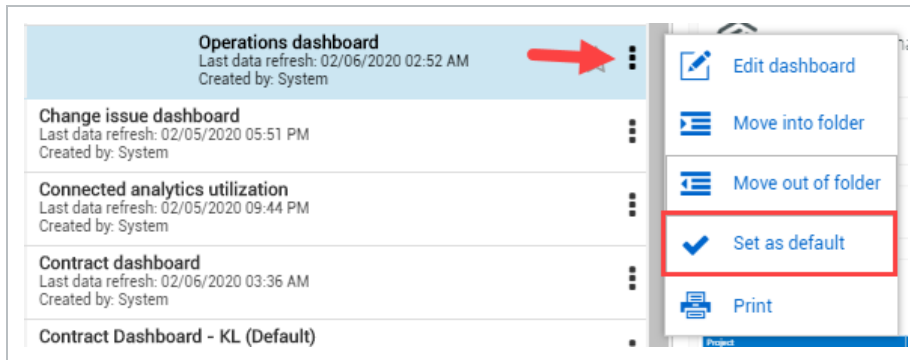 Operations dashboard
Last data refresh: 02/06/2020 02:52 AM
Created by: System
Change issue dashboard
Last data refresh: 02/05/2020 05:51 PM
Created by: System
Connected analytics utilization
Last data refresh: 02/05/2020 09:44 PM
Created by: System
Contract dashboard
Last data refresh: 02/06/2020 03:36 AM
Created by: System
Contract Dashboard - KL (Default)
Edit dashboard
Move into folder
Move out of folder
Set as default
Print
Project